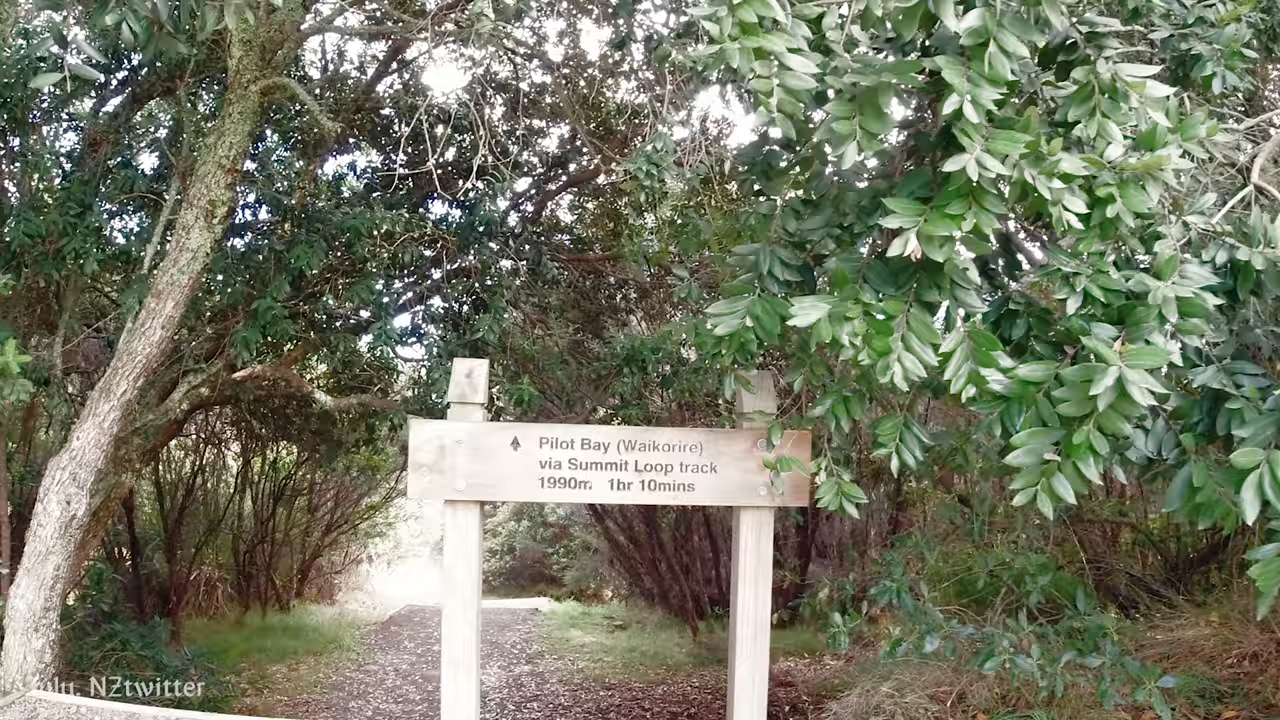 Pilot Bay (Waikorire)
via Summit Loop track
1990m 1hr 10mins
NZtwitter